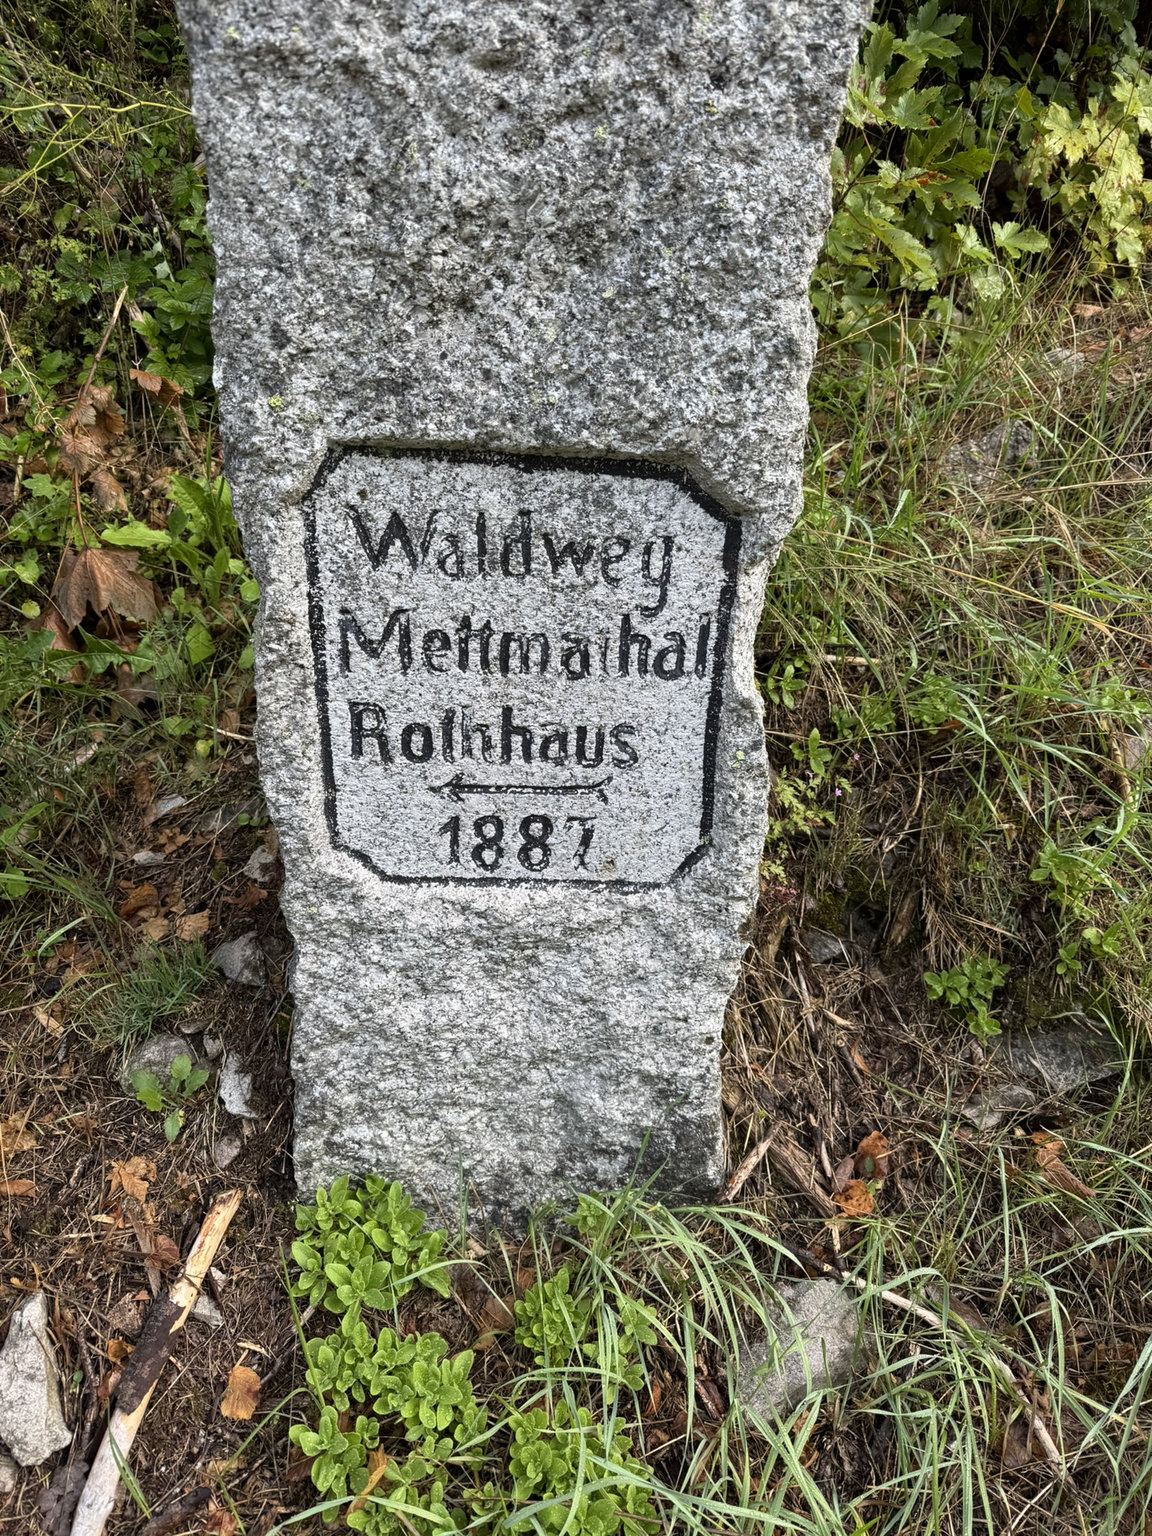 Waldweg
Mettmathal
Rothhaus
←
1887